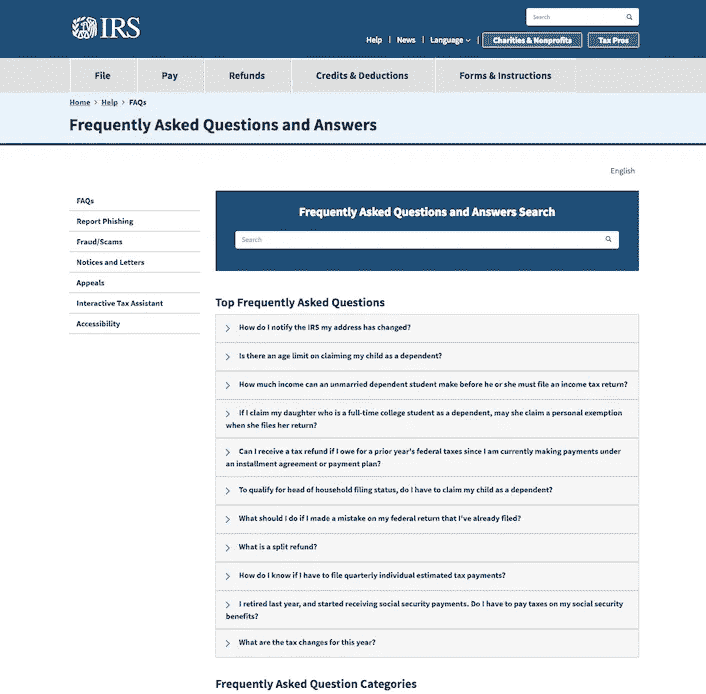 IRS
Search
Help | News | Language | Charities & Nonprofits Tax Pros
File Pay Refunds Credits & Deductions Forms & Instructions
Home > Help > FAQs
Frequently Asked Questions and Answers
English
FAQs
Report Phishing
Fraud/Scams
Notices and Letters
Appeals
Interactive Tax Assistant
Accessibility
Frequently Asked Questions and Answers Search
Search
Top Frequently Asked Questions
How do I notify the IRS my address has changed?
Is there an age limit on claiming my child as a dependent?
How much income can an unmarried dependent student make before he or she must file an income tax return?
If I claim my daughter who is a full-time college student as a dependent, may she claim a personal exemption
when she files her return?
Can I receive a tax refund if I owe for a prior year's federal taxes since I am currently making payments under
an installment agreement or payment plan?
To qualify for head of household filing status, do I have to claim my child as a dependent?
What should I do if I made a mistake on my federal return that I've already filed?
What is a split refund?
How do I know if I have to file quarterly individual estimated tax payments?
I retired last year, and started receiving social security payments. Do I have to pay taxes on my social security
benefits?
What are the tax changes for this year?
Frequently Asked Question Categories